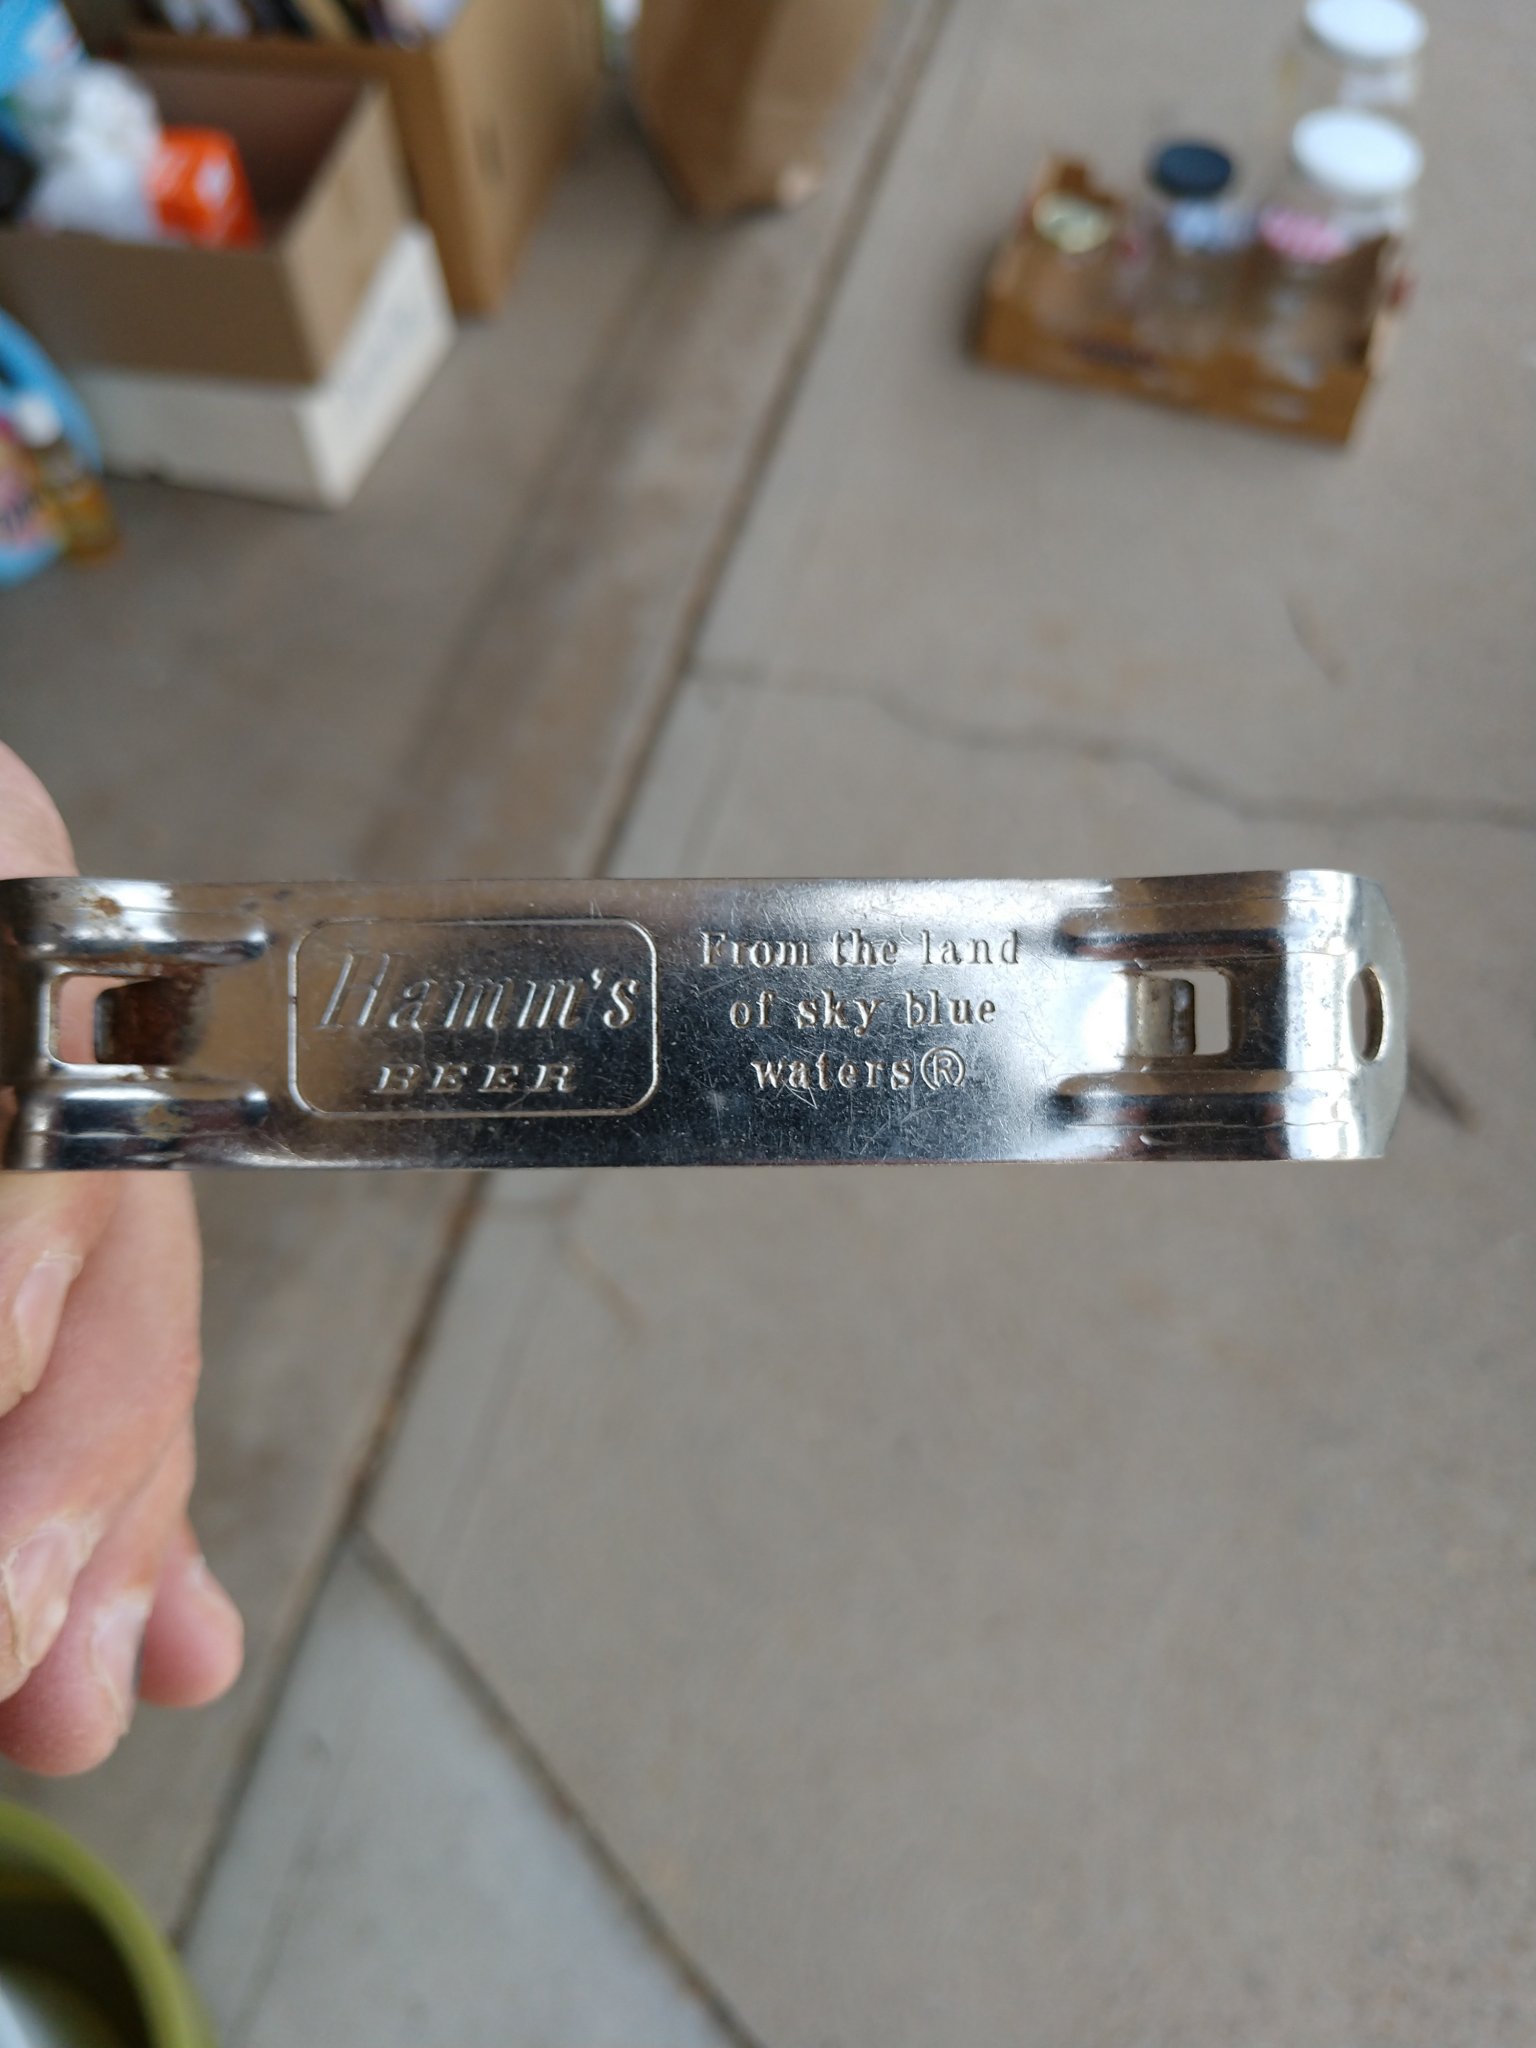 Hamm's
BEER
From the land
of sky blue
waters®